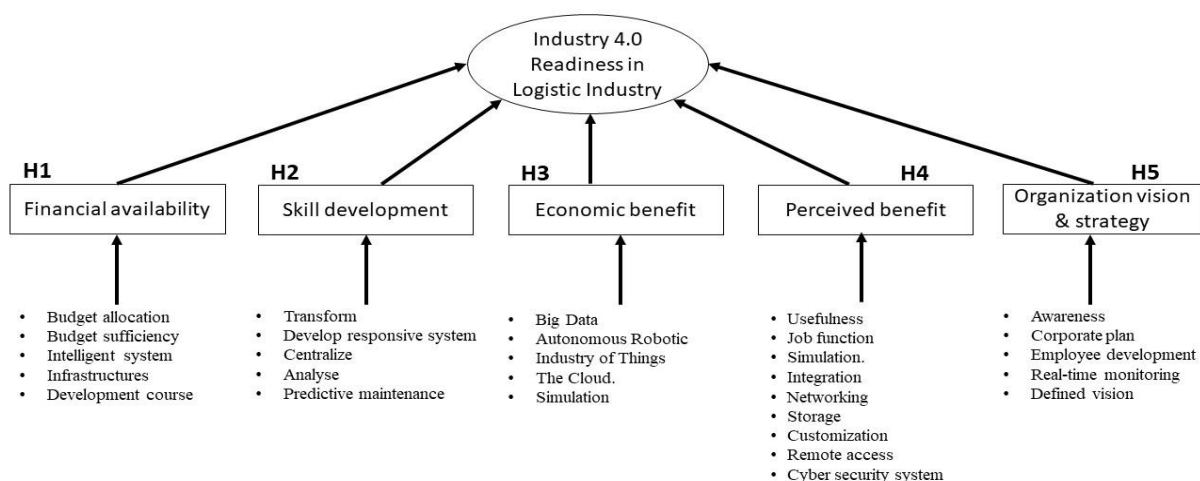 Industry 4.0
Readiness in
Logistic Industry
H1
Financial availability
H2
Skill development
H3
Economic benefit
H4
Perceived benefit
H5
Organization vision
& strategy
• Budget allocation
• Budget sufficiency
• Intelligent system
• Infrastructures
• Development course
• Transform
• Develop responsive system
• Centralize
• Analyse
• Predictive maintenance
• Big Data
• Autonomous Robotic
• Industry of Things
• The Cloud.
• Simulation
• Usefulness
• Job function
• Simulation.
• Integration
• Networking
• Storage
• Customization
• Remote access
• Cyber security system
• Awareness
• Corporate plan
• Employee development
• Real-time monitoring
• Defined vision